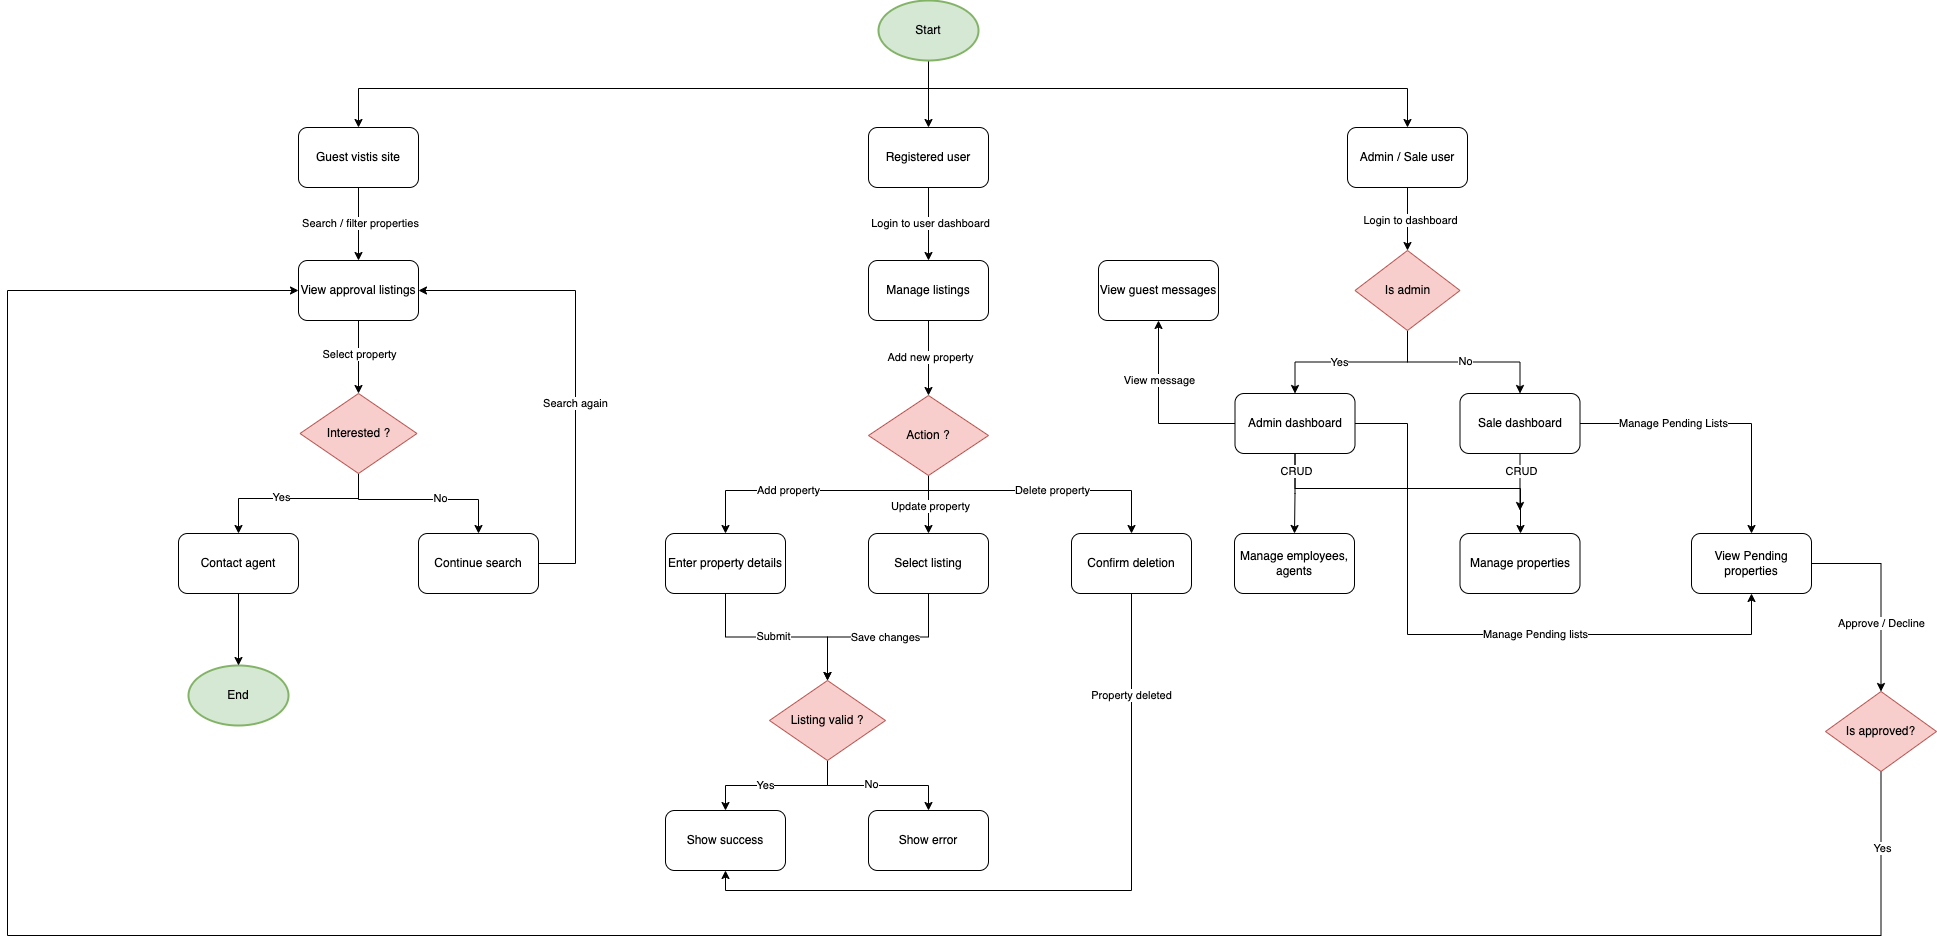 Start
Guest vistis site
Registered user
Admin / Sale user
Search / filter properties
Login to user dashboard
Login to dashboard
View approval listings
Manage listings
View guest messages
Is admin
Select property
Add new property
Yes
No
View message
Search again
Interested ?
Action ?
Admin dashboard
Sale dashboard
Manage Pending Lists
CRUD
CRUD
Yes
No
Add property
Delete property
Update property
Contact agent
Continue search
Enter property details
Select listing
Confirm deletion
Manage employees,
agents
Manage properties
View Pending
properties
Approve / Decline
Submit
Save changes
Manage Pending lists
End
Property deleted
Listing valid ?
Is approved?
Yes
No
Show success
Show error
Yes